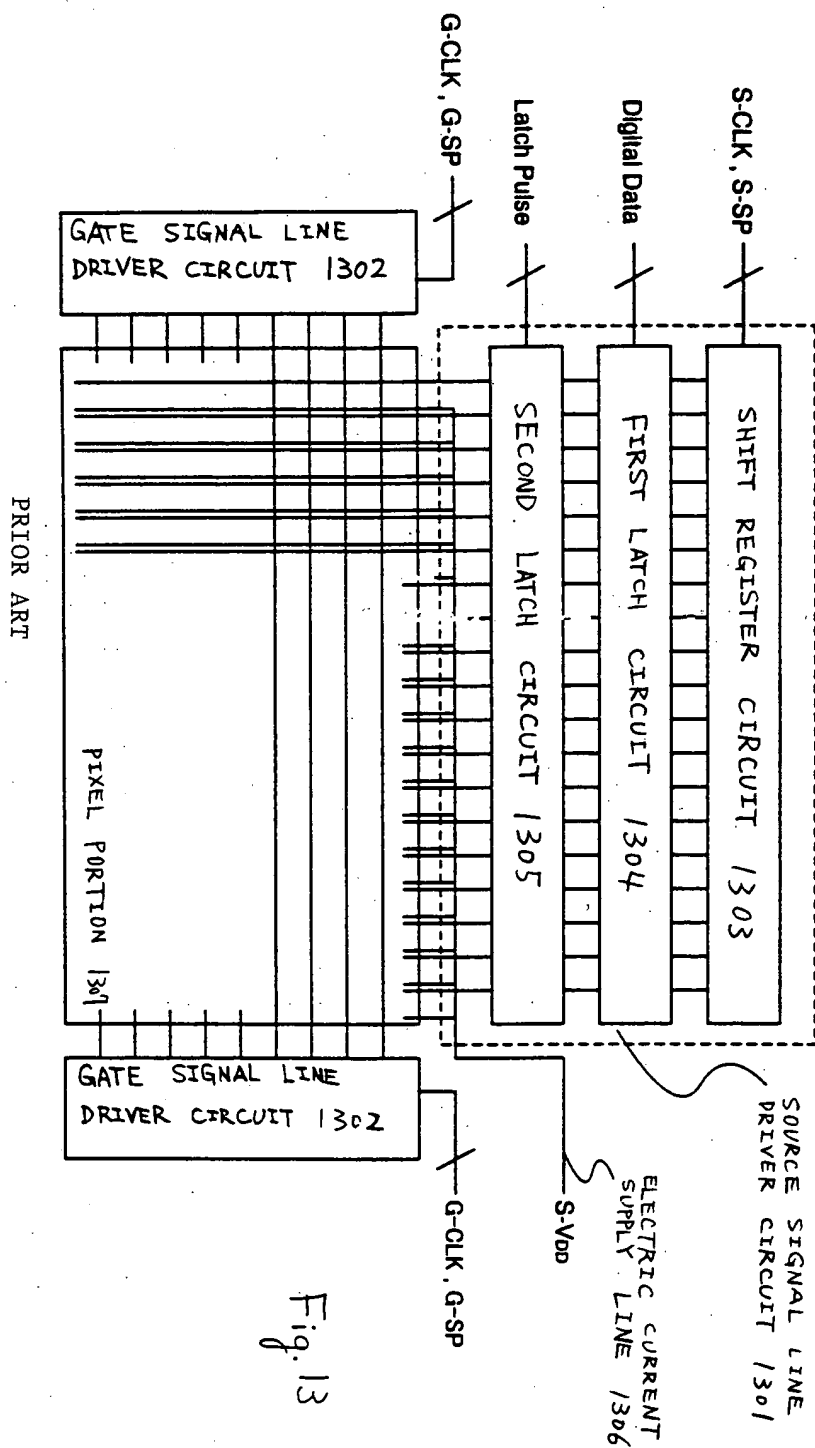 S-CLK, S-SP
Digital Data
Latch Pulse
G-CLK, G-SP
SHIFT REGISTER CIRCUIT 1303
FIRST LATCH CIRCUIT 1304
SECOND LATCH CIRCUIT 1305
GATE SIGNAL LINE
DRIVER CIRCUIT 1302
PIXEL PORTION 1307
GATE SIGNAL LINE
DRIVER CIRCUIT 1302
SOURCE SIGNAL LINE
DRIVER CIRCUIT 1301
ELECTRIC CURRENT
SUPPLY LINE 1306
S-VDD
G-CLK, G-SP
Fig. 13
PRIOR ART